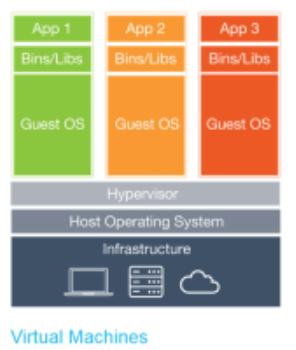 App 1 App 2 App 3
Bins/Libs Bins/Libs Bins/Libs
Guest OS Guest OS Guest OS
Hypervisor
Host Operating System
Infrastructure
Virtual Machines